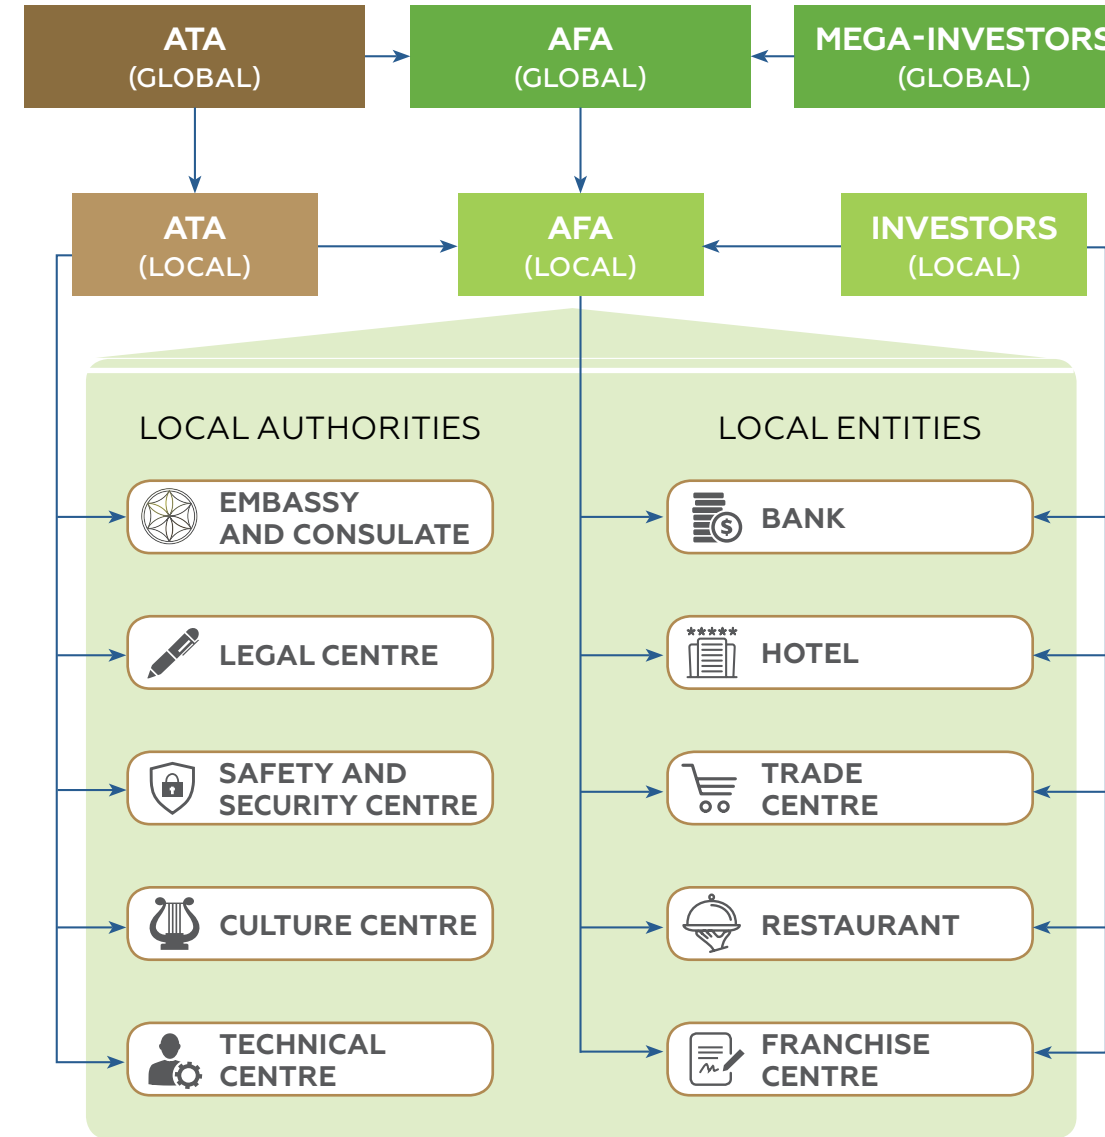 ATA
(GLOBAL)
AFA
(GLOBAL)
MEGA-INVESTORS
(GLOBAL)
ATA
(LOCAL)
AFA
(LOCAL)
INVESTORS
(LOCAL)
LOCAL AUTHORITIES
LOCAL ENTITIES
EMBASSY
AND CONSULATE
BANK
LEGAL CENTRE
HOTEL
SAFETY AND
SECURITY CENTRE
TRADE
CENTRE
CULTURE CENTRE
RESTAURANT
TECHNICAL
CENTRE
FRANCHISE
CENTRE